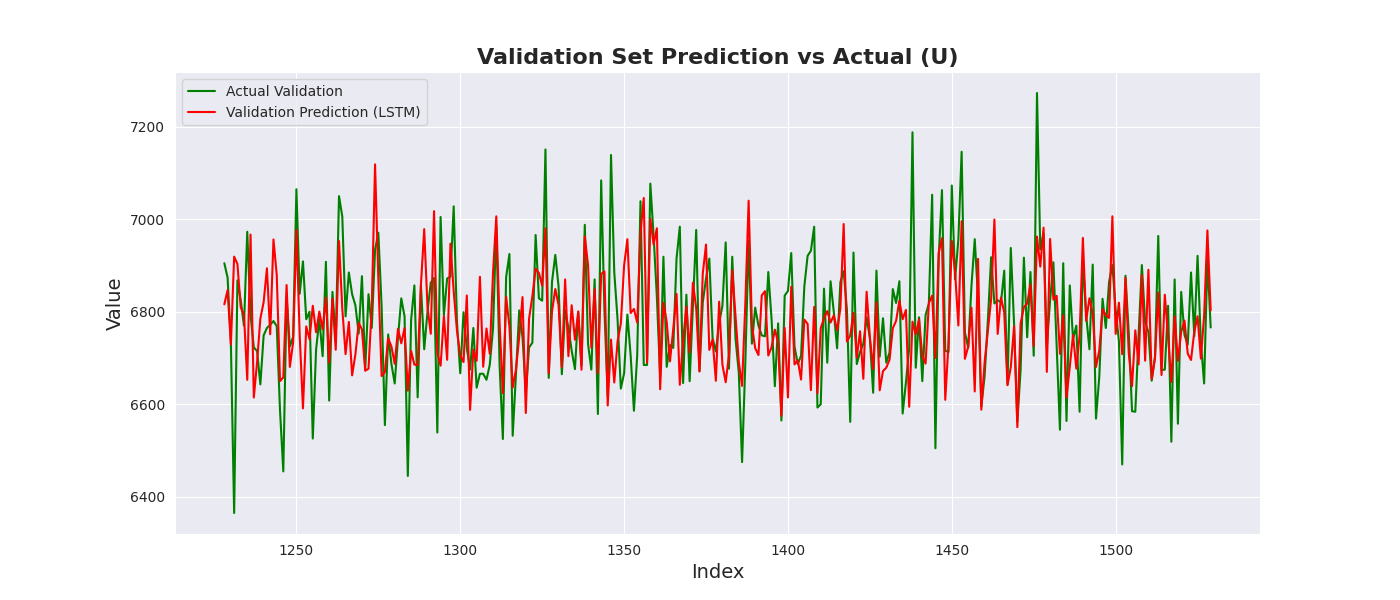 Validation Set Prediction vs Actual (U)
Actual Validation
Validation Prediction (LSTM)
7200
7000
6800
6600
6400
Value
1250 1300 1350 1400 1450 1500
Index